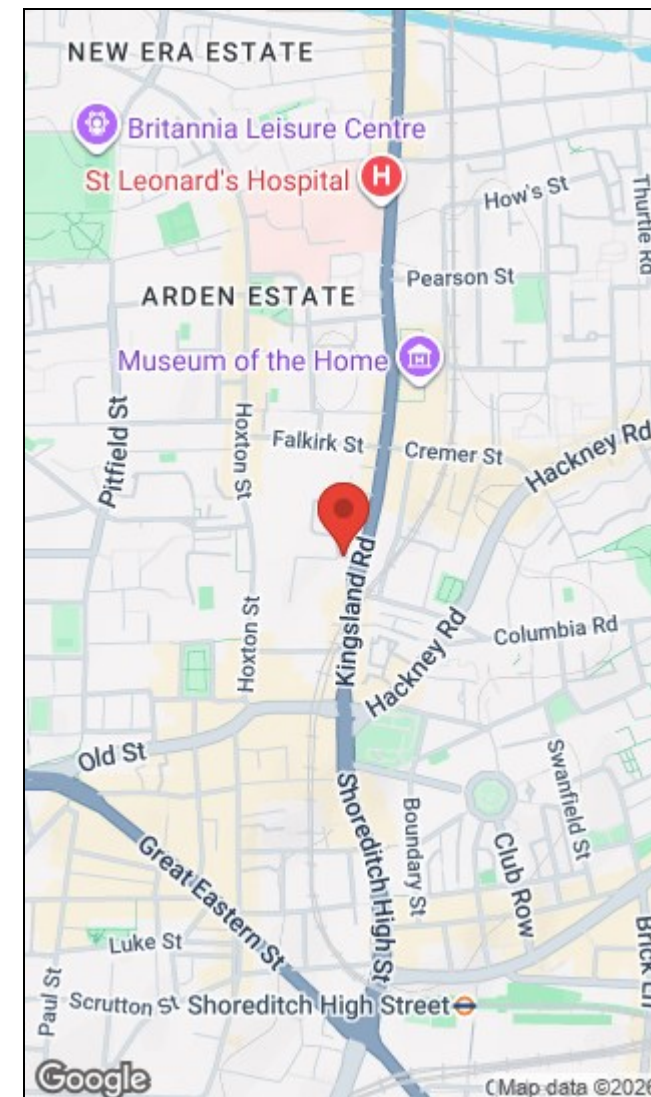 NEW ERA ESTATE
Britannia Leisure Centre
St Leonard's Hospital
H
How's St
Thurtle Rd
Pearson St
ARDEN ESTATE
Museum of the Home
Pitfield St
Hoxton St
Falkirk St
Cremer St
Hackney Rd
Kingsland Rd
Hoxton St
Hackney Rd
Columbia Rd
Old St
Shoreditch High St
Boundary St
Swanfield St
Great Eastern St
Club Row
Luke St
Brick Ln
Paul St
Scrutton St
Shoreditch High Street
Google
Map data ©2026